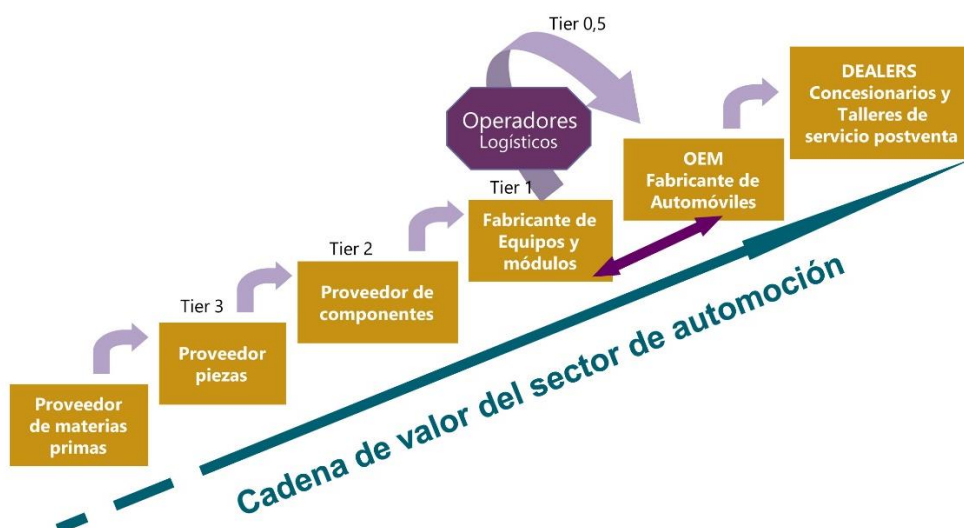 Tier 0,5
DEALERS
Concesionarios y
Talleres de
servicio postventa
Operadores
Logísticos
OEM
Fabricante de
Automóviles
Tier 1
Fabricante de
Equipos y
módulos
Tier 2
Proveedor de
componentes
Tier 3
Proveedor
piezas
Proveedor
de materias
primas
Cadena de valor del sector de automoción